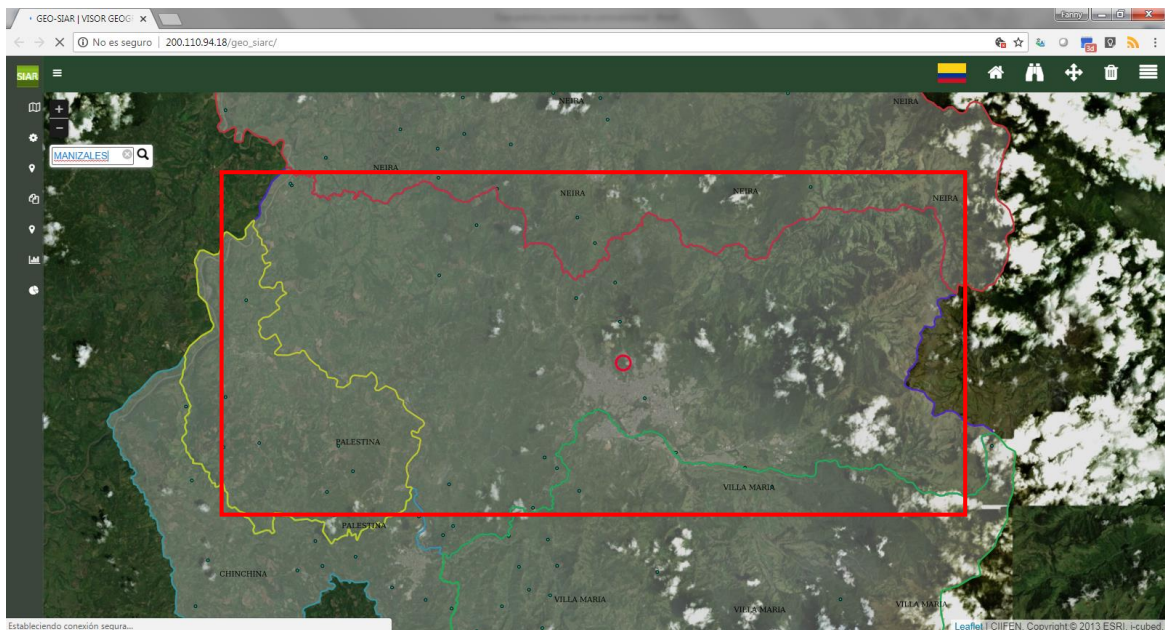 GEO-SIAR | VISOR GEOG
Fanny
No es seguro | 200.110.94.18/geo_siarc/
3d
SIAR
+
−
MANIZALES
NEIRA
NEIRA
NEIRA
NEIRA
NEIRA
NEIRA
PALESTINA
VILLA MARIA
PALESTINA
CHINCHINA
VILLA MARIA
VILLA MARIA
VILLA MARIA
Estableciendo conexión segura...
Leaflet | CIIFEN, Copyright © 2013 ESRI, i-cubed,